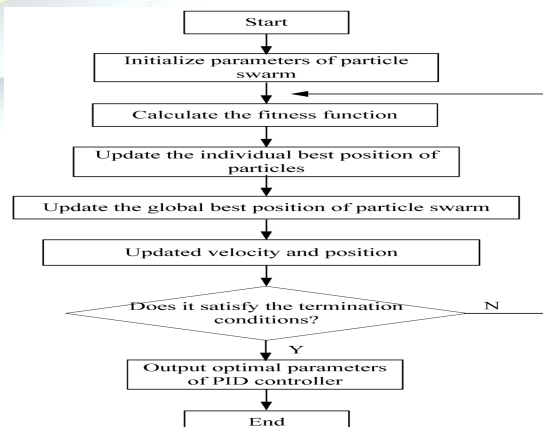 Start
Initialize parameters of particle
swarm
Calculate the fitness function
Update the individual best position of
particles
Update the global best position of particle swarm
Updated velocity and position
Does it satisfy the termination
conditions?
N
Y
Output optimal parameters
of PID controller
End